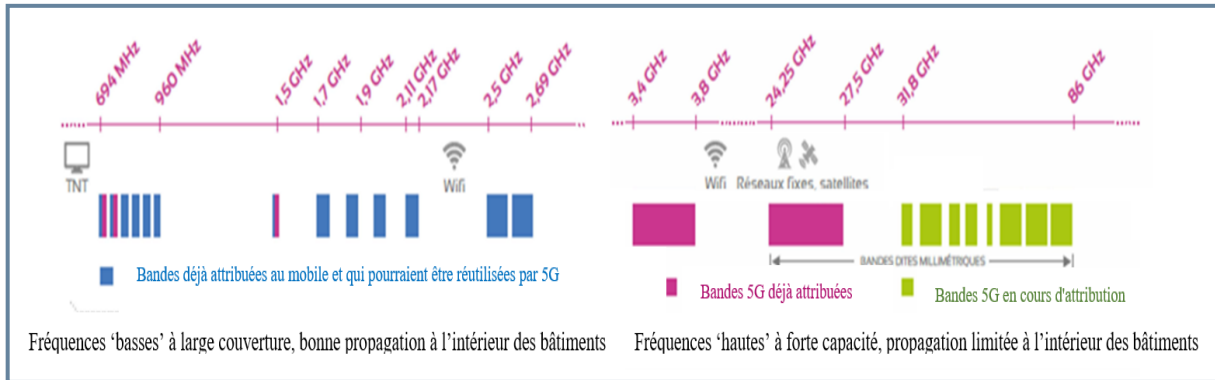 694 MHz
960 MHz
1,5 GHz
1,7 GHz
1,9 GHz
2,11 GHz
2,17 GHz
2,5 GHz
2,69 GHz
TNT
Wifi
Bandes déjà attribuées au mobile et qui pourraient être réutilisées par 5G
Fréquences ‘basses’ à large couverture, bonne propagation à l’intérieur des bâtiments
3,4 GHz
3,8 GHz
24,25 GHz
27,5 GHz
31,8 GHz
86 GHz
Wifi
Réseaux fixes, satellites
BANDES DITES MILLIMÉTRIQUES
Bandes 5G déjà attribuées
Bandes 5G en cours d'attribution
Fréquences ‘hautes’ à forte capacité, propagation limitée à l’intérieur des bâtiments